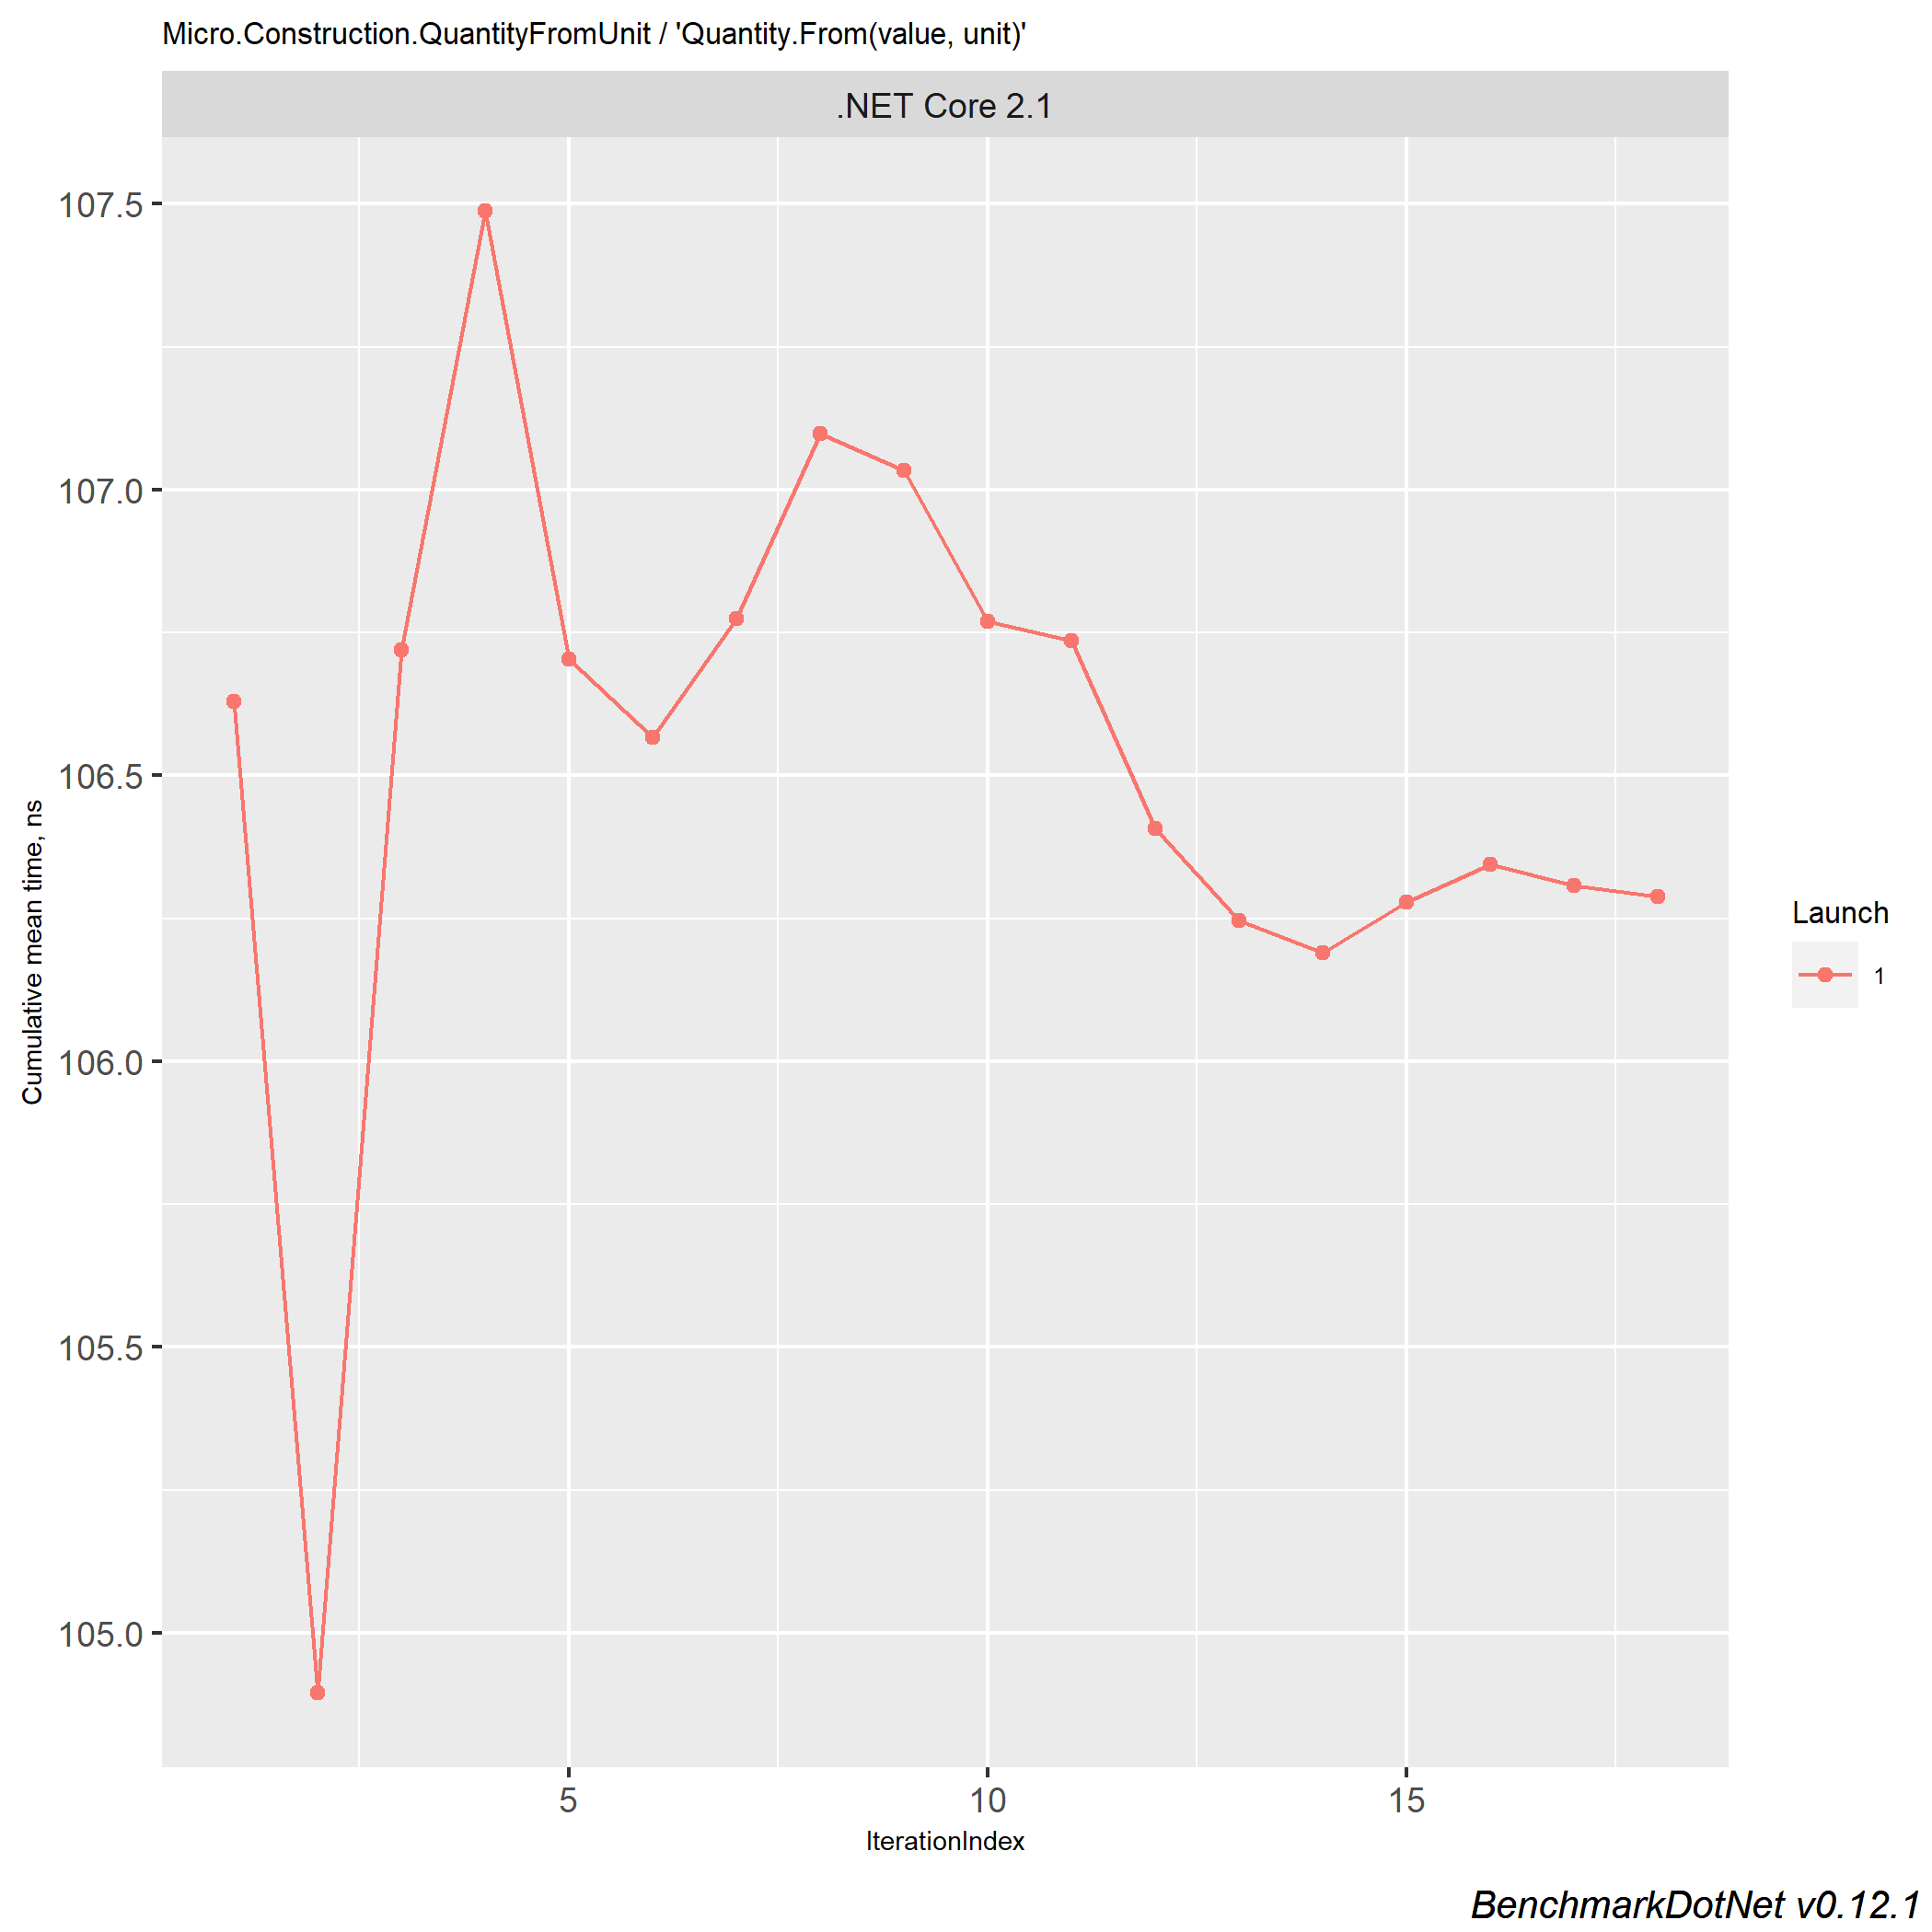 Micro.Construction.QuantityFromUnit / 'Quantity.From(value, unit)'
.NET Core 2.1
107.5
107.0
106.5
106.0
105.5
105.0
Cumulative mean time, ns
5 10 15
IterationIndex
Launch
1
BenchmarkDotNet v0.12.1